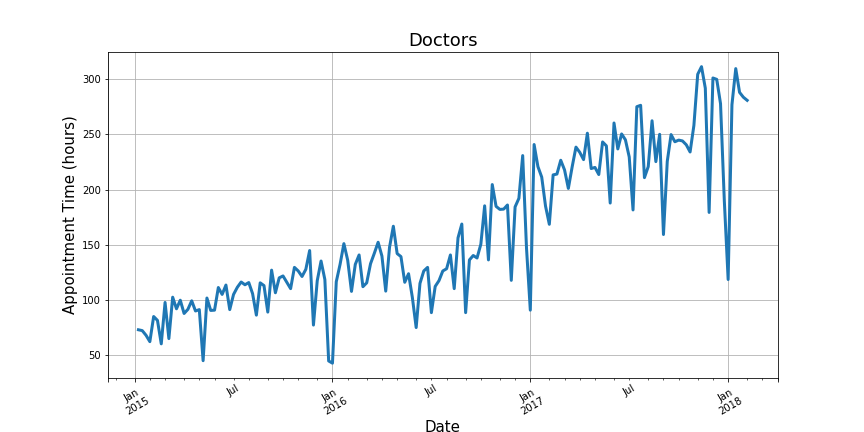 Doctors
Appointment Time (hours)
300
250
200
150
100
50
Jan
2015
Jul
Jan
2016
Jul
Jan
2017
Jul
Jan
2018
Date